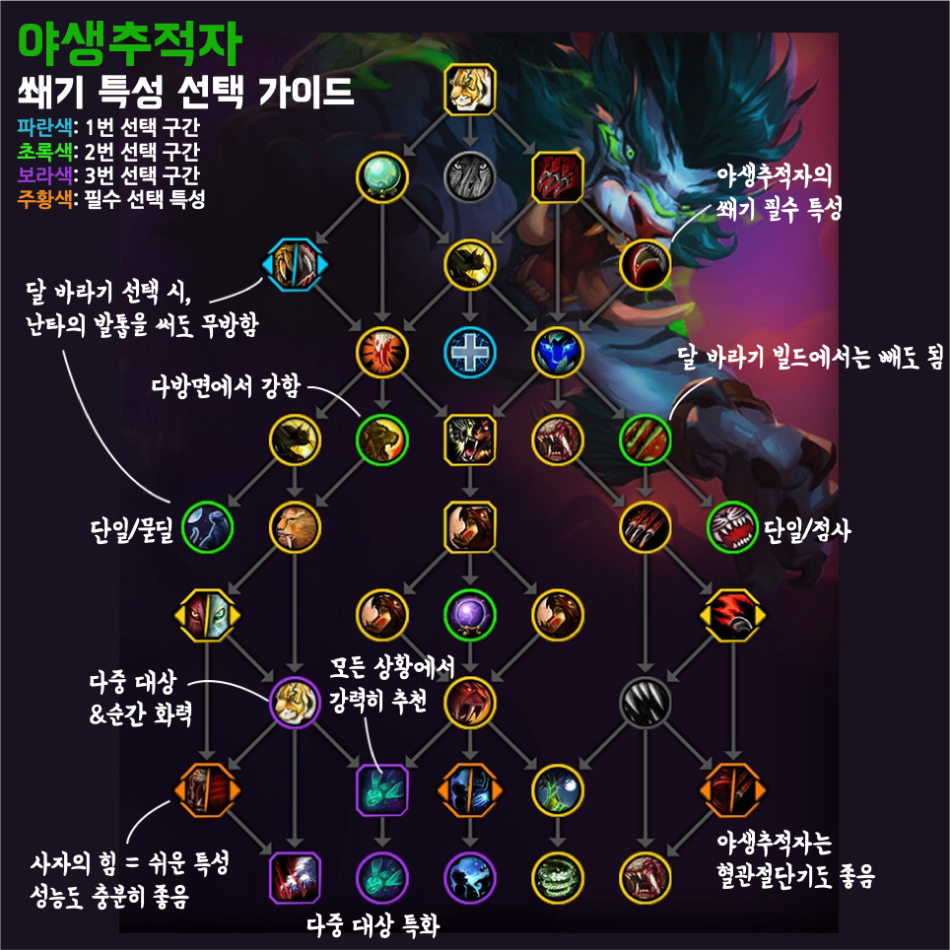 야생추적자
쐐기 특성 선택 가이드
파란색: 1번 선택 구간
초록색: 2번 선택 구간
보라색: 3번 선택 구간
주황색: 필수 선택 특성
야생추적자의
쐐기 필수 특성
달 바라기 선택 시,
난타의 발톱을 써도 무방함
달 바라기 빌드에서는 빼도 됨
다방면에서 강함
단일/물딜
단일/점사
다중 대상
&순간 화력
모든 상황에서
강력히 추천
사자의 힘 = 쉬운 특성
성능도 충분히 좋음
야생추적자는
혈관절단기도 좋음
다중 대상 특화